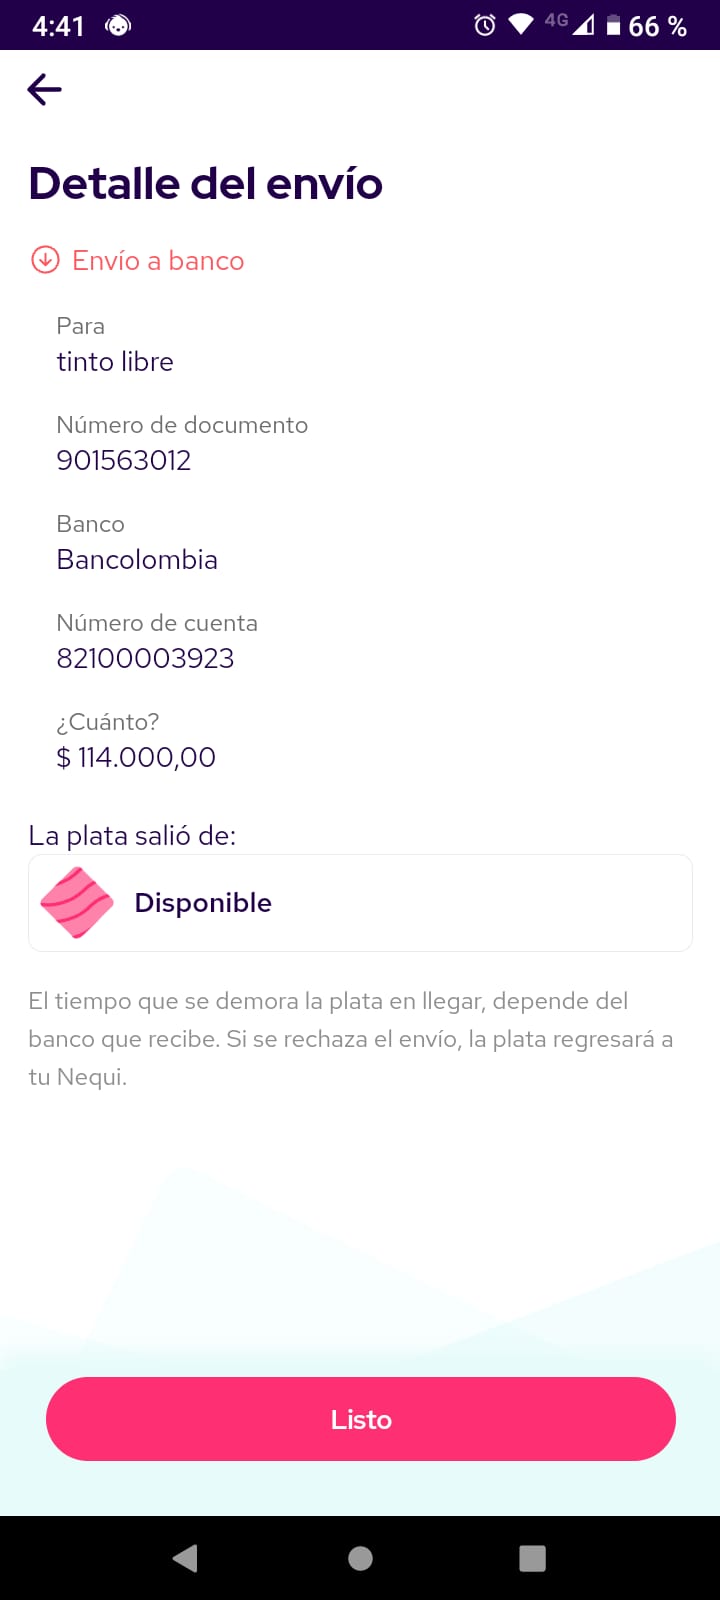 4:41 4G 66 %
Detalle del envío
Envío a banco
Para
tinto libre
Número de documento
901563012
Banco
Bancolombia
Número de cuenta
82100003923
¿Cuánto?
$ 114.000,00
La plata salió de:
Disponible
El tiempo que se demora la plata en llegar, depende del
banco que recibe. Si se rechaza el envío, la plata regresará a
tu Nequi.
Listo